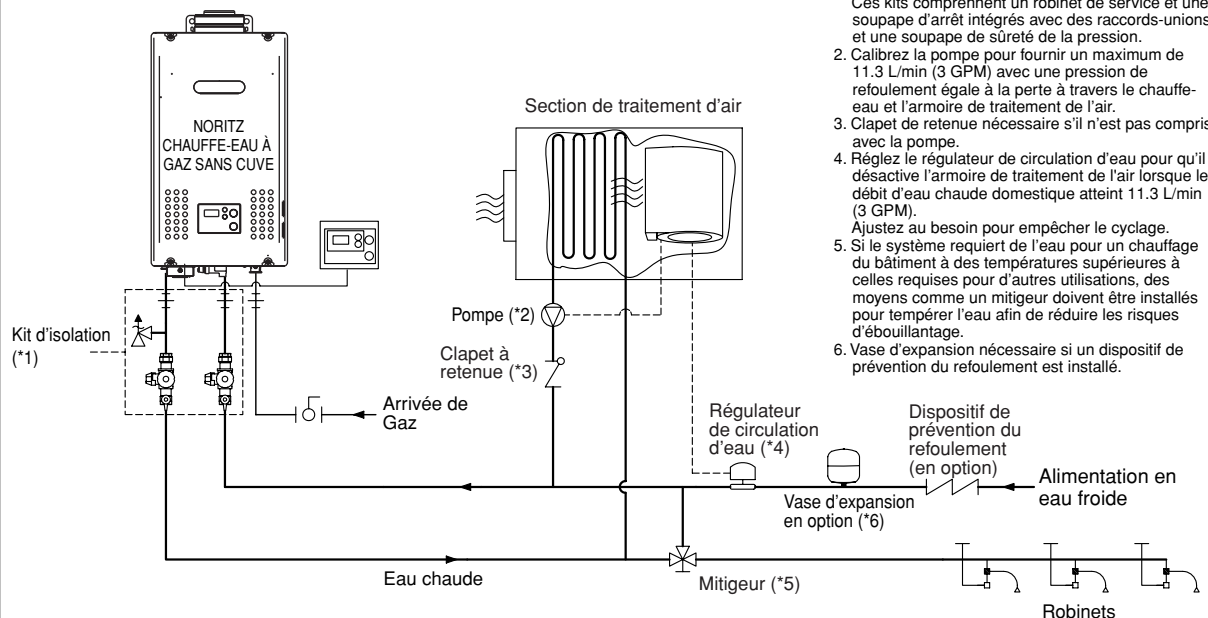 Ces kits comprennent un robinet de service et une
soupape d'arrêt intégrés avec des raccords-unions
et une soupape de sûreté de la pression.
2. Calibrez la pompe pour fournir un maximum de
11.3 L/min (3 GPM) avec une pression de
refoulement égale à la perte à travers le chauffe-
eau et l'armoire de traitement de l'air.
3. Clapet de retenue nécessaire s'il n'est pas compris
avec la pompe.
4. Réglez le régulateur de circulation d'eau pour qu'il
désactive l'armoire de traitement de l'air lorsque le
débit d'eau chaude domestique atteint 11.3 L/min
(3 GPM).
Ajustez au besoin pour empêcher le cyclage.
5. Si le système requiert de l'eau pour un chauffage
du bâtiment à des températures supérieures à
celles requises pour d'autres utilisations, des
moyens comme un mitigeur doivent être installés
pour tempérer l'eau afin de réduire les risques
d'ébouillantage.
6. Vase d'expansion nécessaire si un dispositif de
prévention du refoulement est installé.
Section de traitement d'air
NORITZ
CHAUFFE-EAU À
GAZ SANS CUVE
Pompe (*2)
Kit d'isolation
(*1)
Clapet à
retenue (*3)
Arrivée de
Gaz
Régulateur
de circulation
d'eau (*4)
Dispositif de
prévention du
refoulement
(en option)
Alimentation en
eau froide
Vase d'expansion
en option (*6)
Eau chaude
Mitigeur (*5)
Robinets